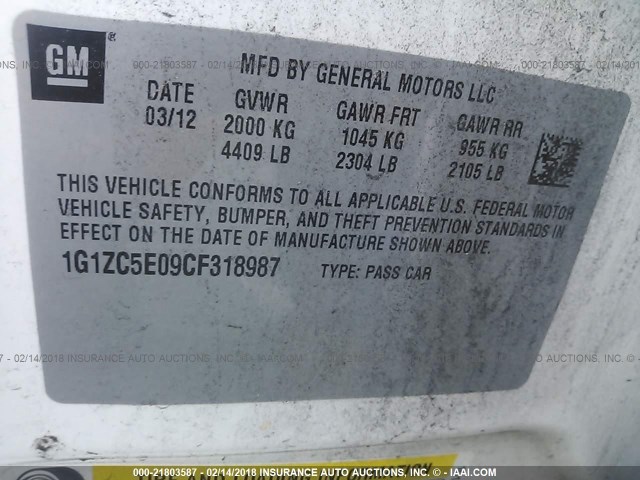 GM
MFD BY GENERAL MOTORS LLC
DATE GVWR GAWR FRT GAWR RR
03/12 2000 KG 1045 KG 955 KG
4409 LB 2304 LB 2105 LB
THIS VEHICLE CONFORMS TO ALL APPLICABLE U.S. FEDERAL MOTOR
VEHICLE SAFETY, BUMPER, AND THEFT PREVENTION STANDARDS IN
EFFECT ON THE DATE OF MANUFACTURE SHOWN ABOVE.
1G1ZC5E09CF318987 TYPE: PASS CAR
000-21803587 - 02/14/2018 INSURANCE AUTO AUCTIONS, INC. - © - IAAI.COM